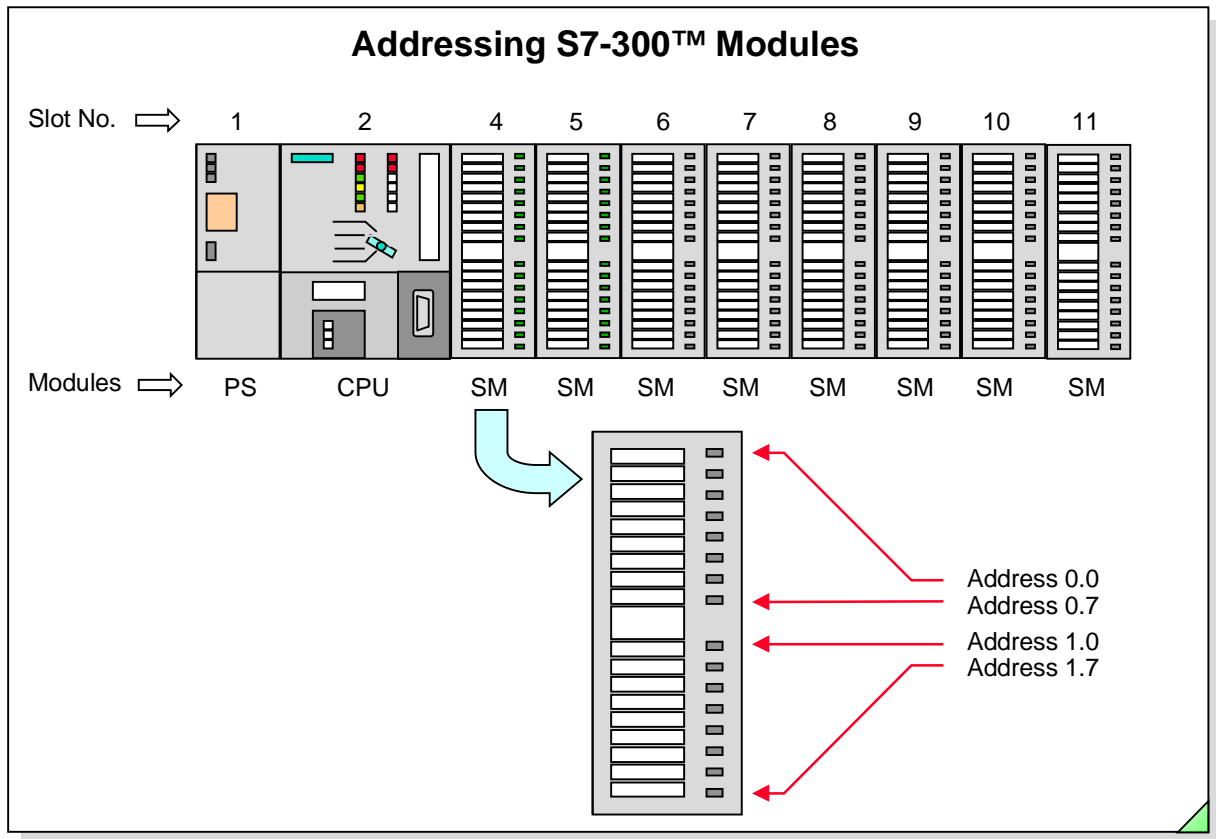 Addressing S7-300™ Modules
Slot No. 1 2 4 5 6 7 8 9 10 11
Modules PS CPU SM SM SM SM SM SM SM SM
Address 0.0
Address 0.7
Address 1.0
Address 1.7